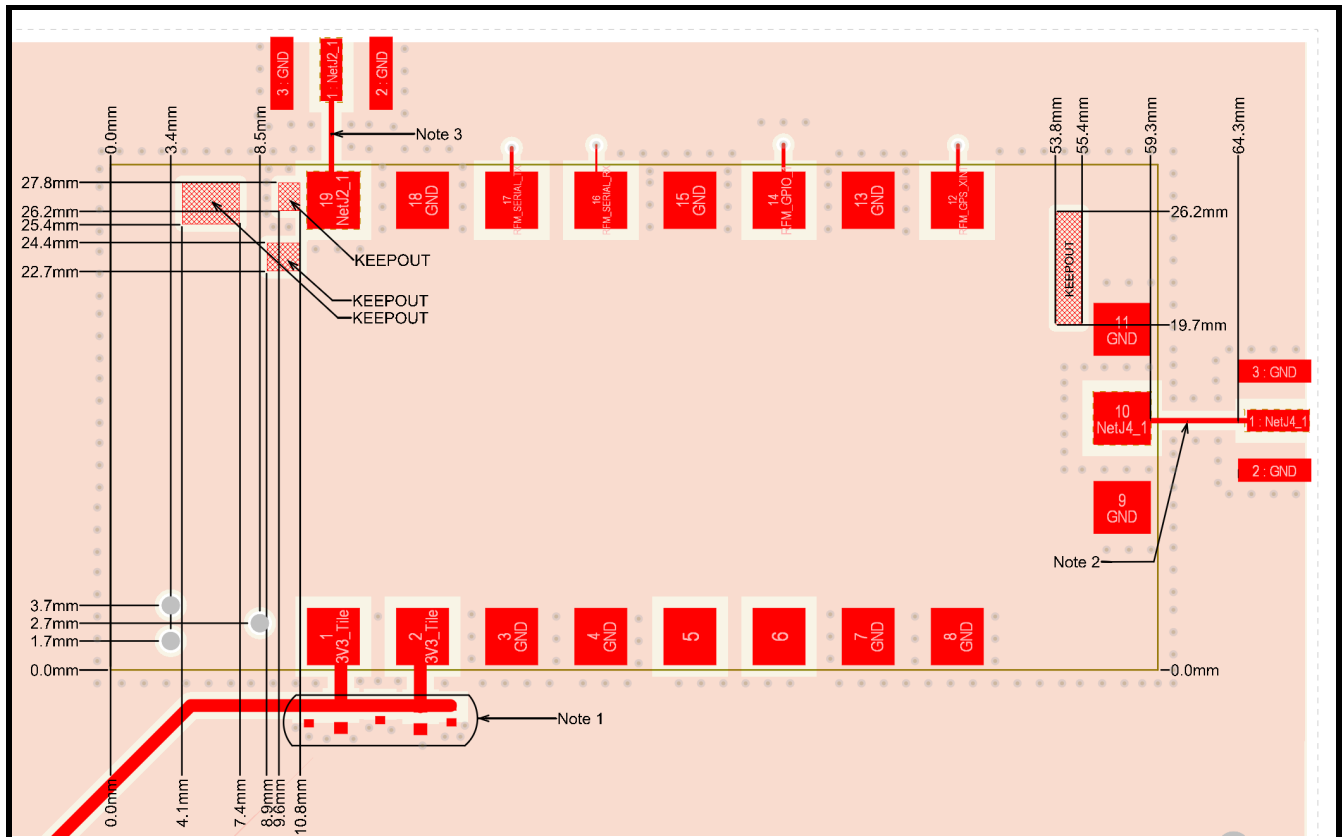 3 : GND
1 : NetJ2_1
2 : GND
Note 3
0.0mm
3.4mm
8.5mm
53.8mm
55.4mm
59.3mm
64.3mm
27.8mm
26.2mm
25.4mm
24.4mm
22.7mm
19
NetJ2_1
18
GND
17
16
15
GND
14
13
GND
12
KEEPOUT
KEEPOUT
KEEPOUT
KEEPOUT
26.2mm
19.7mm
11
GND
10
NetJ4_1
9
GND
3 : GND
1 : NetJ4_1
2 : GND
Note 2
3.7mm
2.7mm
1.7mm
0.0mm
0.0mm
1
3V3_Tile
2
3V3_Tile
3
GND
4
GND
5
6
7
GND
8
GND
Note 1
0.0mm
4.1mm
7.4mm
8.9mm
9.6mm
10.8mm